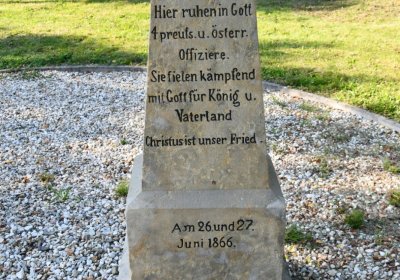 Hier ruhen in Gott
4 preuß. u. österr.
Offiziere.
Sie fielen kämpfend
mit Gott für König u.
Vaterland
Christus ist unser Fried.
Am 26. und 27.
Juni 1866.